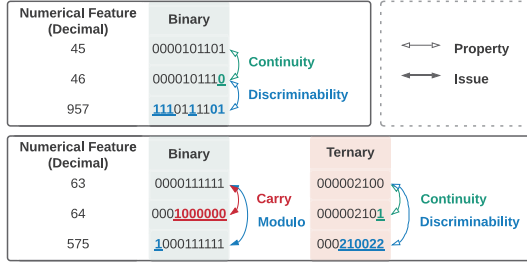 Numerical Feature (Decimal) Binary
45 0000101101
46 0000101110
957 1110111101
Continuity
Discriminability
Property
Issue
Numerical Feature (Decimal) Binary Ternary
63 0000111111 000002100
64 0001000000 000002101
575 1000111111 000210022
Carry
Modulo
Continuity
Discriminability